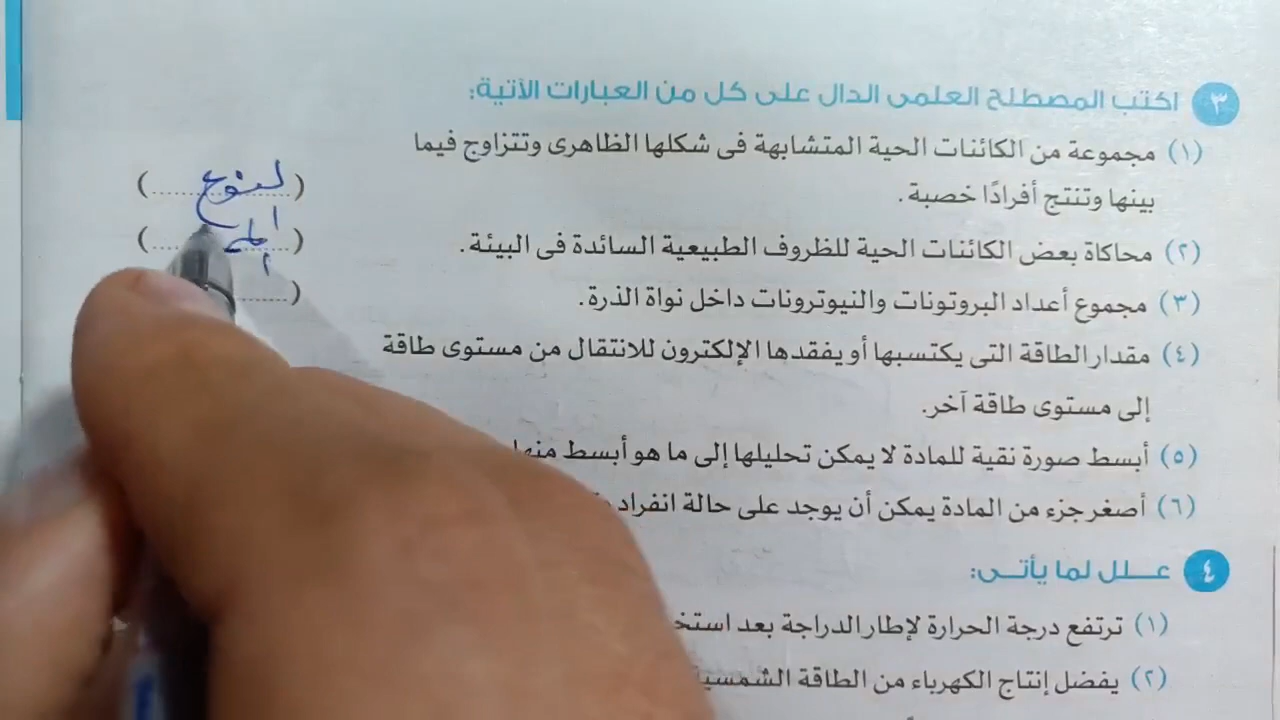 ٣ اكتب المصطلح العلمى الدال على كل من العبارات الآتية:
(١) مجموعة من الكائنات الحية المتشابهة فى شكلها الظاهرى وتتزاوج فيما
بينها وتنتج أفرادًا خصبة. (النوع)
(٢) محاكاة بعض الكائنات الحية للظروف الطبيعية السائدة فى البيئة. (......)
(٣) مجموع أعداد البروتونات والنيوترونات داخل نواة الذرة. (......
(٤) مقدار الطاقة التى يكتسبها أو يفقدها الإلكترون للانتقال من مستوى طاقة
إلى مستوى طاقة آخر.
(٥) أبسط صورة نقية للمادة لا يمكن تحليلها إلى ما هو أبسط منها
(٦) أصغر جزء من المادة يمكن أن يوجد على حالة انفراد
٤ علل لما يأتى:
(١) ترتفع درجة الحرارة لإطار الدراجة بعد
(٢) يفضل إنتاج الكهرباء من الطاقة